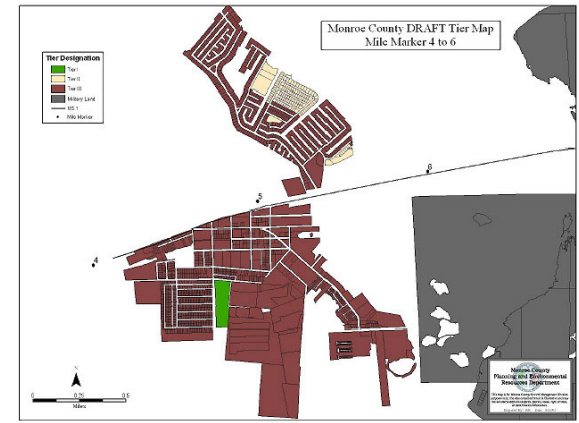 Monroe County DRAFT Tier Map
Mile Marker 4 to 6
Tier Designation
Tier I
Tier II
Tier III
Military Land
US 1
Mile Marker
6
5
4
N
0 0.25 0.5
Miles
Monroe County
Planning and Environmental
Resources Department